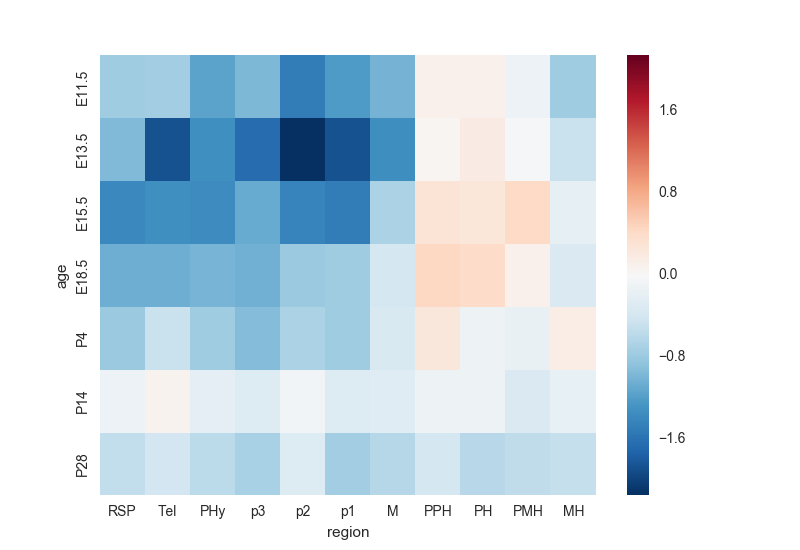 age
E11.5
E13.5
E15.5
E18.5
P4
P14
P28
RSP Tel PHy p3 p2 p1 M PPH PH PMH MH
region
1.6
0.8
0.0
−0.8
−1.6